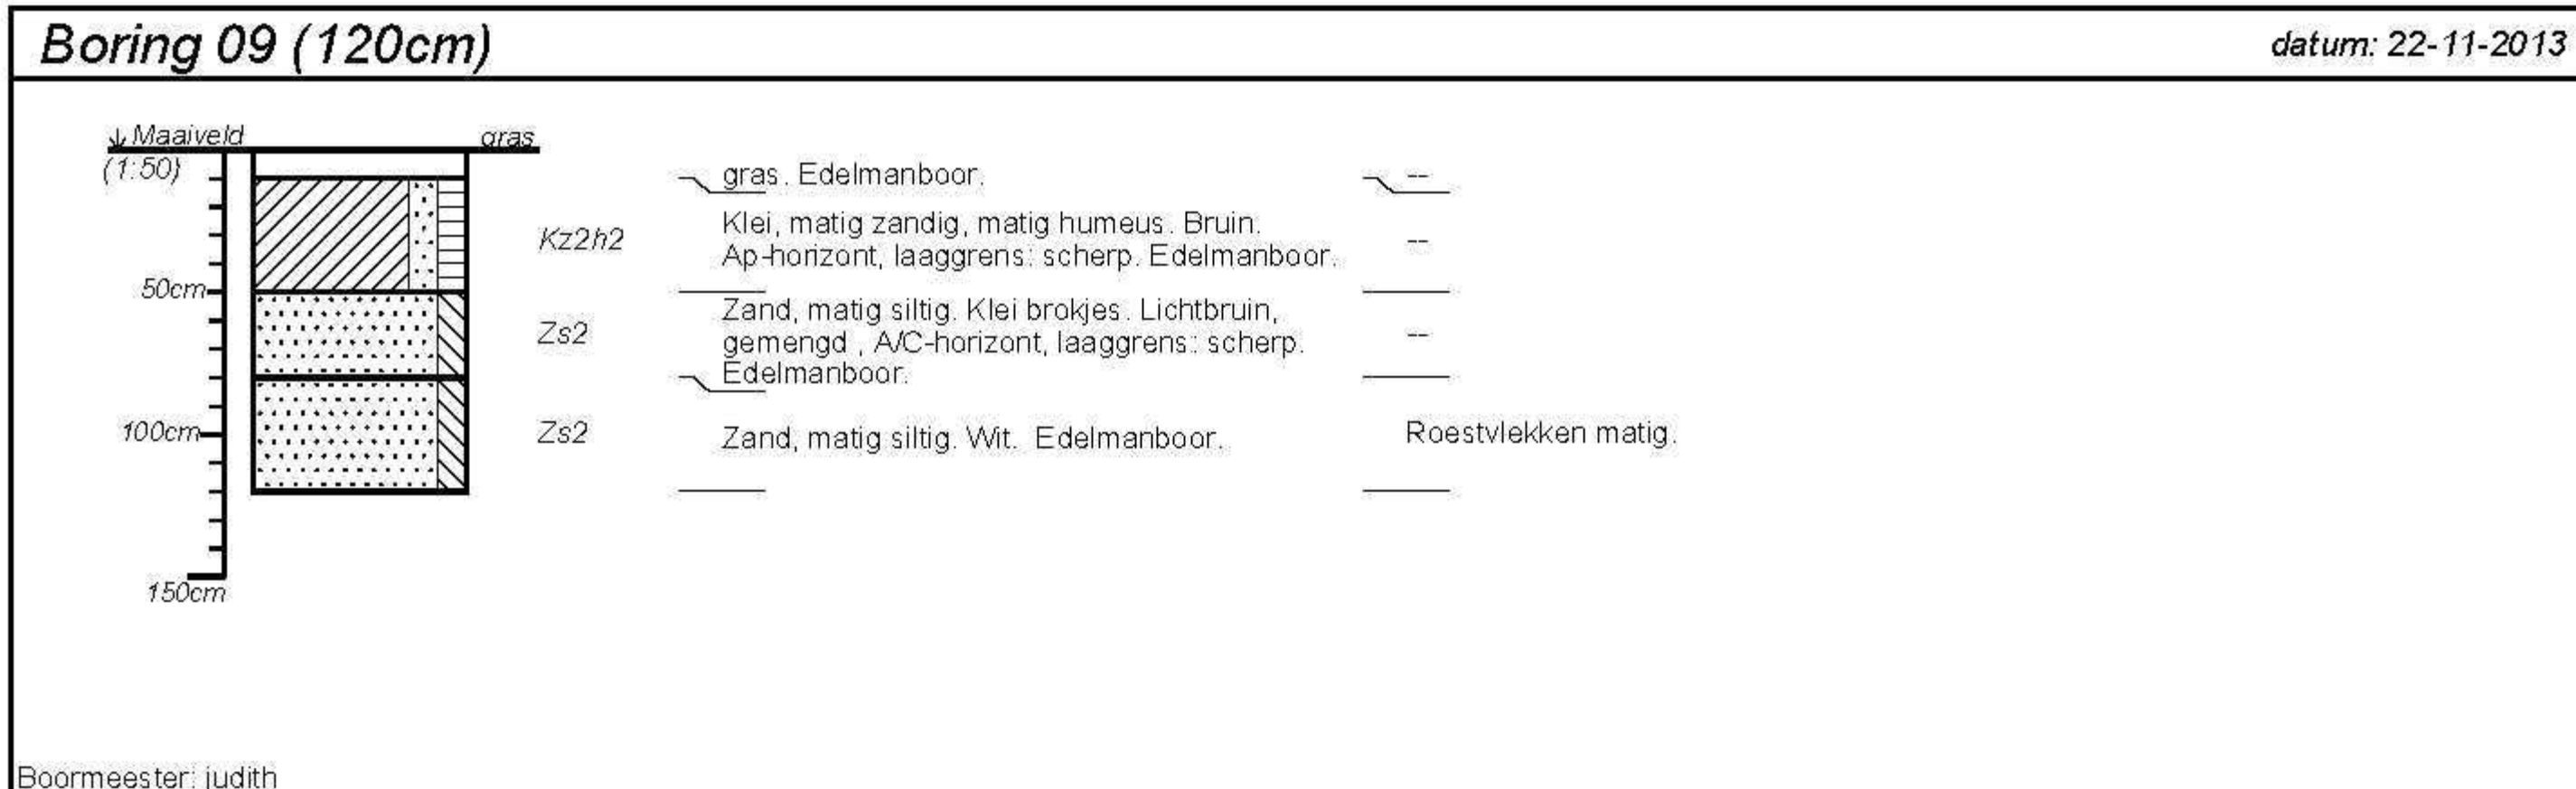 Boring 09 (120cm)
datum: 22-11-2013
↓ Maaiveld
gras
(1:50)
gras. Edelmanboor.
--
Kz2h2
Klei, matig zandig, matig humeus. Bruin.
Ap-horizont, laaggrens: scherp. Edelmanboor.
--
50cm
Zs2
Zand, matig siltig. Klei brokjes. Lichtbruin,
gemengd , A/C-horizont, laaggrens: scherp.
Edelmanboor.
--
100cm
Zs2
Zand, matig siltig. Wit. Edelmanboor.
Roestvlekken matig.
150cm
Boormeester: judith